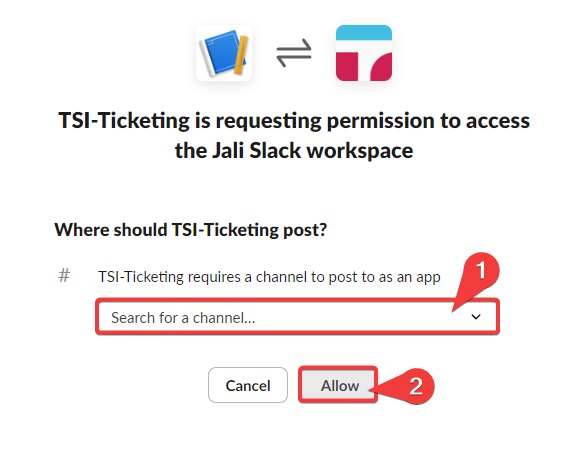 TSI-Ticketing is requesting permission to access
the Jali Slack workspace
Where should TSI-Ticketing post?
# TSI-Ticketing requires a channel to post to as an app
1
Search for a channel...
Cancel
Allow
2